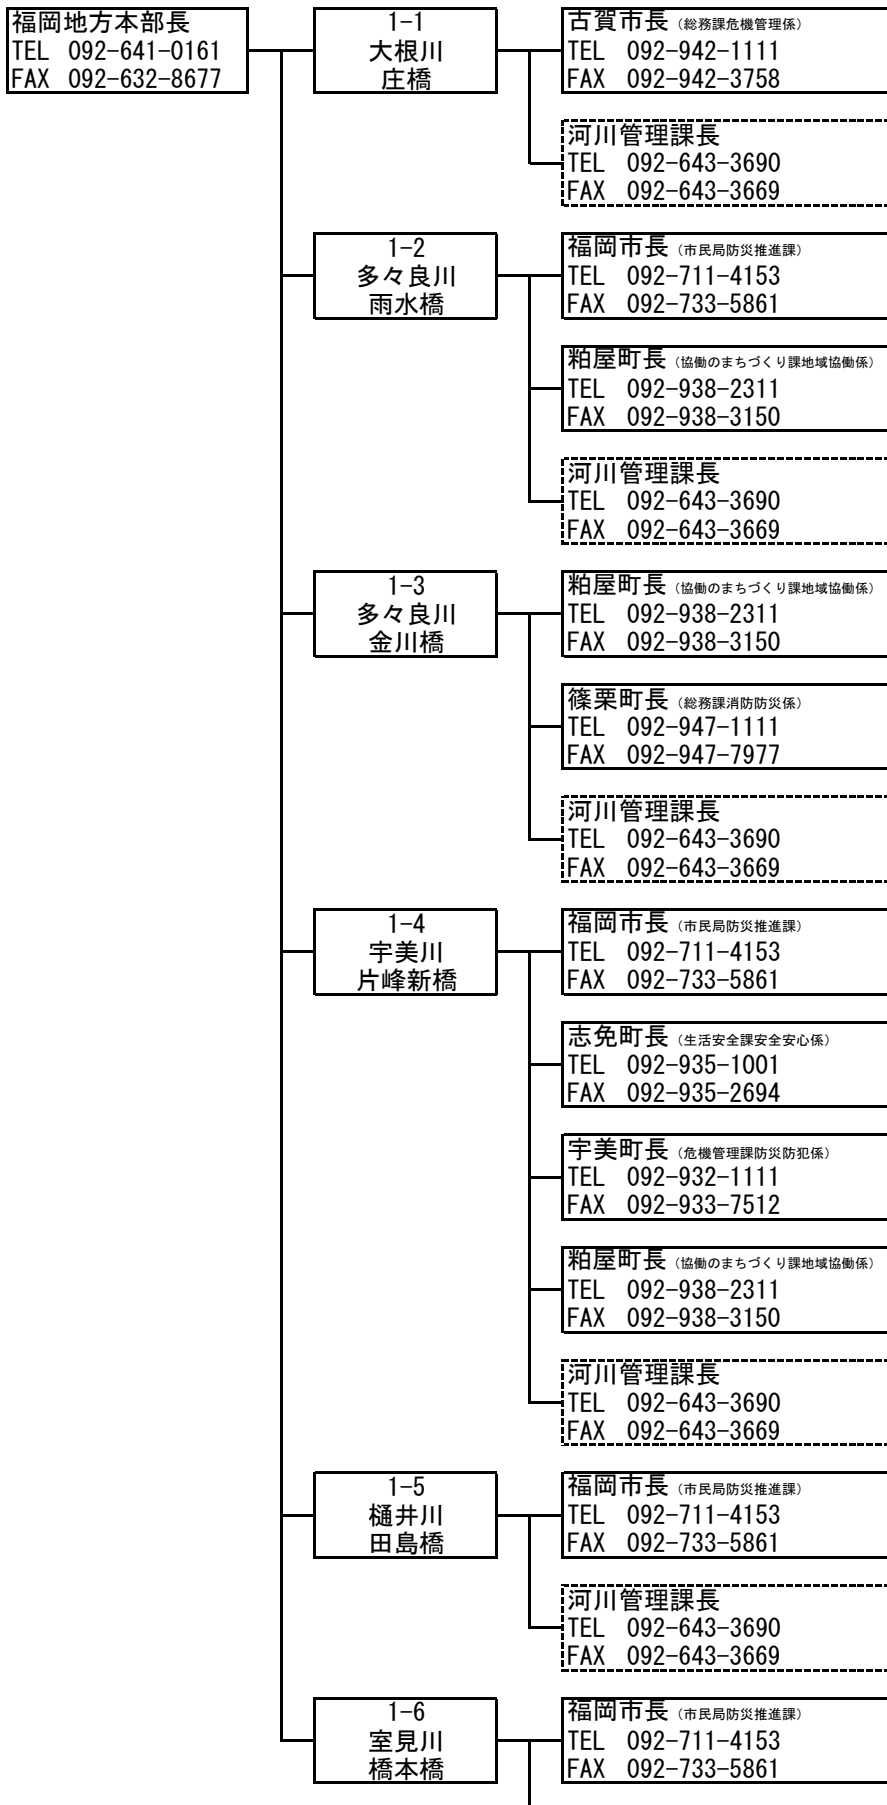 福岡地方本部長
TEL 092-641-0161
FAX 092-632-8677
1-1
大根川
庄橋
古賀市長 (総務課危機管理係)
TEL 092-942-1111
FAX 092-942-3758
河川管理課長
TEL 092-643-3690
FAX 092-643-3669
1-2
多々良川
雨水橋
福岡市長 (市民局防災推進課)
TEL 092-711-4153
FAX 092-733-5861
粕屋町長 (協働のまちづくり課地域協働係)
TEL 092-938-2311
FAX 092-938-3150
河川管理課長
TEL 092-643-3690
FAX 092-643-3669
1-3
多々良川
金川橋
粕屋町長 (協働のまちづくり課地域協働係)
TEL 092-938-2311
FAX 092-938-3150
篠栗町長 (総務課消防防災係)
TEL 092-947-1111
FAX 092-947-7977
河川管理課長
TEL 092-643-3690
FAX 092-643-3669
1-4
宇美川
片峰新橋
福岡市長 (市民局防災推進課)
TEL 092-711-4153
FAX 092-733-5861
志免町長 (生活安全課安全安心係)
TEL 092-935-1001
FAX 092-935-2694
宇美町長 (危機管理課防災防犯係)
TEL 092-932-1111
FAX 092-933-7512
粕屋町長 (協働のまちづくり課地域協働係)
TEL 092-938-2311
FAX 092-938-3150
河川管理課長
TEL 092-643-3690
FAX 092-643-3669
1-5
樋井川
田島橋
福岡市長 (市民局防災推進課)
TEL 092-711-4153
FAX 092-733-5861
河川管理課長
TEL 092-643-3690
FAX 092-643-3669
1-6
室見川
橋本橋
福岡市長 (市民局防災推進課)
TEL 092-711-4153
FAX 092-733-5861